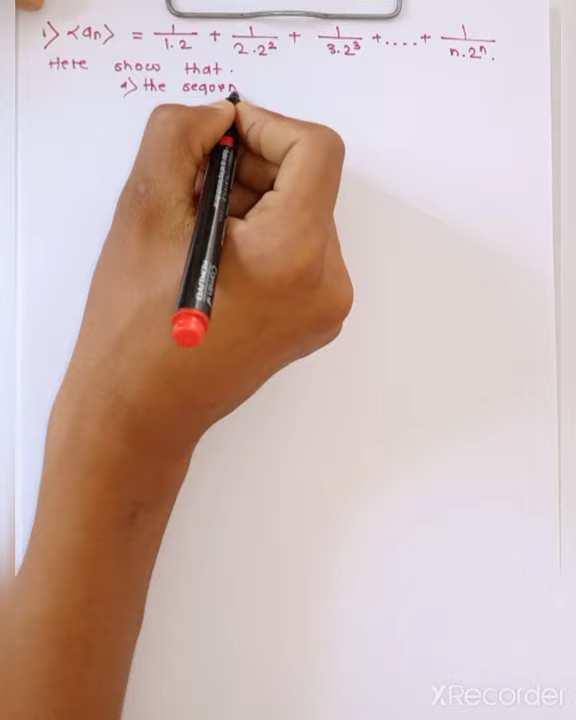 1) <an> = 1/1.2 + 1/2.2² + 1/3.2³ +....+ 1/n.2ⁿ.
Here show that.
a) the sequen
XRecorder